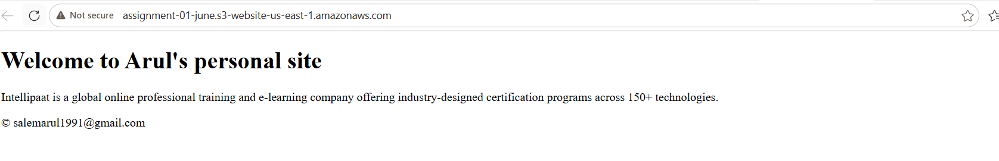 Not secure assignment-01-june.s3-website-us-east-1.amazonaws.com
Welcome to Arul's personal site
Intellipaat is a global online professional training and e-learning company offering industry-designed certification programs across 150+ technologies.
© salemarul1991@gmail.com